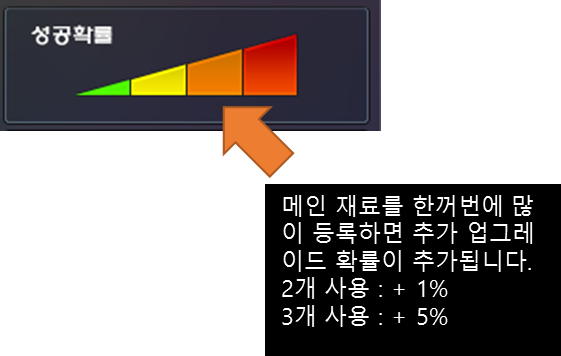 성공확률
메인 재료를 한꺼번에 많
이 등록하면 추가 업그레
이드 확률이 추가됩니다.
2개 사용 : + 1%
3개 사용 : + 5%